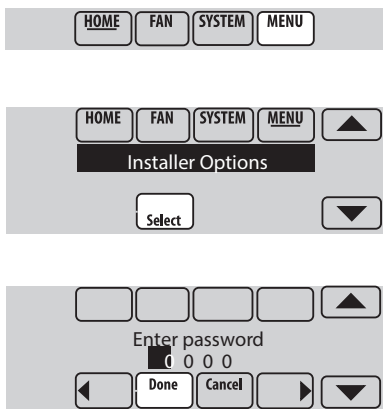 HOME FAN SYSTEM MENU
HOME FAN SYSTEM MENU
Installer Options
Select
Enter password
0 0 0 0
Done Cancel